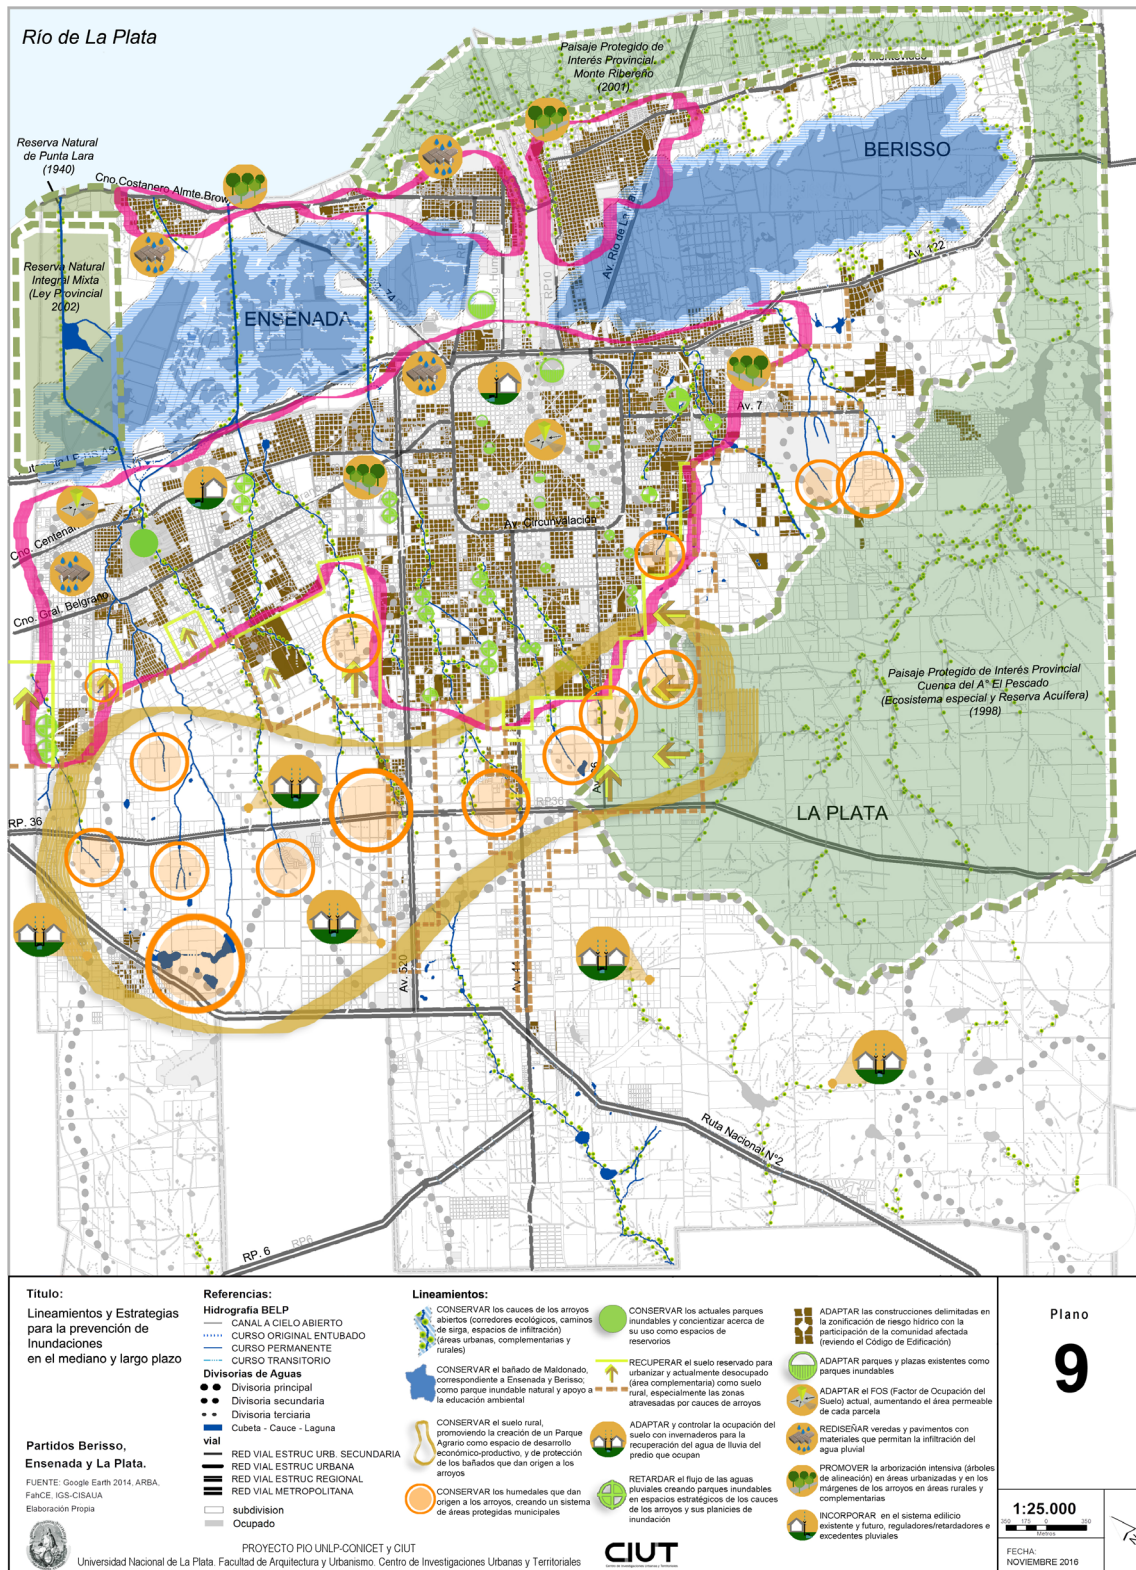 Río de La Plata
Paisaje Protegido de
Interés Provincial.
Monte Ribereño
(2001)
Reserva Natural
de Punta Lara
(1940)
Cno.Costanero Almte.Brow
BERISSO
Av. Río de La
Av. 122
Reserva Natural
Integral Mixta
(Ley Provincial
2002)
ENSENADA
Av. 7
Av. Circunvalación
Cno. Centena
Cno. Gral. Belgrano
Paisaje Protegido de Interés Provincial
Cuenca del A° El Pescado
(Ecosistema especial y Reserva Acuífera)
(1998)
LA PLATA
RP36
RP. 36
Av. 520
Av. 44
Ruta Nacional N°2
RP. 6
RP6
Título:
Lineamientos y Estrategias
para la prevención de
Inundaciones
en el mediano y largo plazo
Partidos Berisso,
Ensenada y La Plata.
FUENTE: Google Earth 2014, ARBA,
FahCE, IGS-CISAUA
Elaboración Propia
Referencias:
Hidrografía BELP
CANAL A CIELO ABIERTO
CURSO ORIGINAL ENTUBADO
CURSO PERMANENTE
CURSO TRANSITORIO
Divisorias de Aguas
Divisoria principal
Divisoria secundaria
Divisoria terciaria
Cubeta - Cauce - Laguna
vial
RED VIAL ESTRUC URB. SECUNDARIA
RED VIAL ESTRUC URBANA
RED VIAL ESTRUC REGIONAL
RED VIAL METROPOLITANA
subdivision
Ocupado
Lineamientos:
CONSERVAR los cauces de los arroyos
abiertos (corredores ecológicos, caminos
de sirga, espacios de infiltración)
(áreas urbanas, complementarias y
rurales)
CONSERVAR el bañado de Maldonado,
correspondiente a Ensenada y Berisso;
como parque inundable natural y apoyo a
la educación ambiental
CONSERVAR el suelo rural,
promoviendo la creación de un Parque
Agrario como espacio de desarrollo
económico-productivo, y de protección
de los bañados que dan origen a los
arroyos
CONSERVAR los humedales que dan
origen a los arroyos, creando un sistema
de áreas protegidas municipales
CONSERVAR los actuales parques
inundables y concientizar acerca de
su uso como espacios de
reservorios
RECUPERAR el suelo reservado para
urbanizar y actualmente desocupado
(área complementaria) como suelo
rural, especialmente las zonas
atravesadas por cauces de arroyos
ADAPTAR y controlar la ocupación del
suelo con invernaderos para la
recuperación del agua de lluvia del
predio que ocupan
RETARDAR el flujo de las aguas
pluviales creando parques inundables
en espacios estratégicos de los cauces
de los arroyos y sus planicies de
inundación
ADAPTAR las construcciones delimitadas en
la zonificación de riesgo hídrico con la
participación de la comunidad afectada
(reviendo el Código de Edificación)
ADAPTAR parques y plazas existentes como
parques inundables
ADAPTAR el FOS (Factor de Ocupación del
Suelo) actual, aumentando el área permeable
de cada parcela
REDISEÑAR veredas y pavimentos con
materiales que permitan la infiltración del
agua pluvial
PROMOVER la arborización intensiva (árboles
de alineación) en áreas urbanizadas y en los
márgenes de los arroyos en áreas rurales y
complementarias
INCORPORAR en el sistema edilicio
existente y futuro, reguladores/retardadores e
excedentes pluviales
Plano
9
1:25.000
350 175 0 350
Metros
FECHA:
NOVIEMBRE 2016
PROYECTO PIO UNLP-CONICET y CIUT
Universidad Nacional de La Plata. Facultad de Arquitectura y Urbanismo. Centro de Investigaciones Urbanas y Territoriales
CIUT